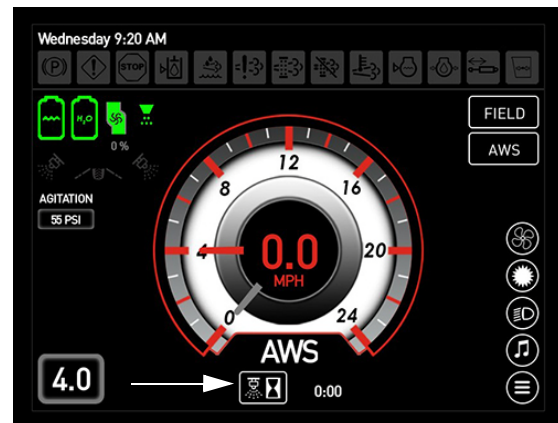 Wednesday 9:20 AM
(P)
STOP
H₂O
0 %
FIELD
AWS
AGITATION
55 PSI
12
8
16
4
20
0
24
0.0
MPH
AWS
4.0
0:00